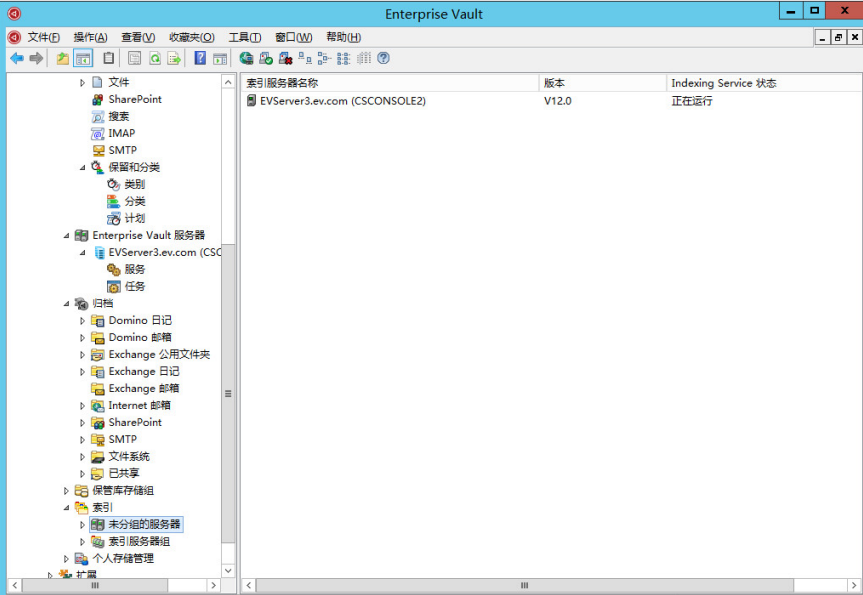 Enterprise Vault
文件(F) 操作(A) 查看(V) 收藏夹(O) 工具(T) 窗口(W) 帮助(H)
文件
SharePoint
搜索
IMAP
SMTP
保留和分类
类别
分类
计划
Enterprise Vault 服务器
EVServer3.ev.com (CSC
服务
任务
归档
Domino 日记
Domino 邮箱
Exchange 公用文件夹
Exchange 日记
Exchange 邮箱
Internet 邮箱
SharePoint
SMTP
文件系统
已共享
保管库存储组
索引
未分组的服务器
索引服务器组
个人存储管理
扩展
索引服务器名称 版本 Indexing Service 状态
EVServer3.ev.com (CSCONSOLE2) V12.0 正在运行